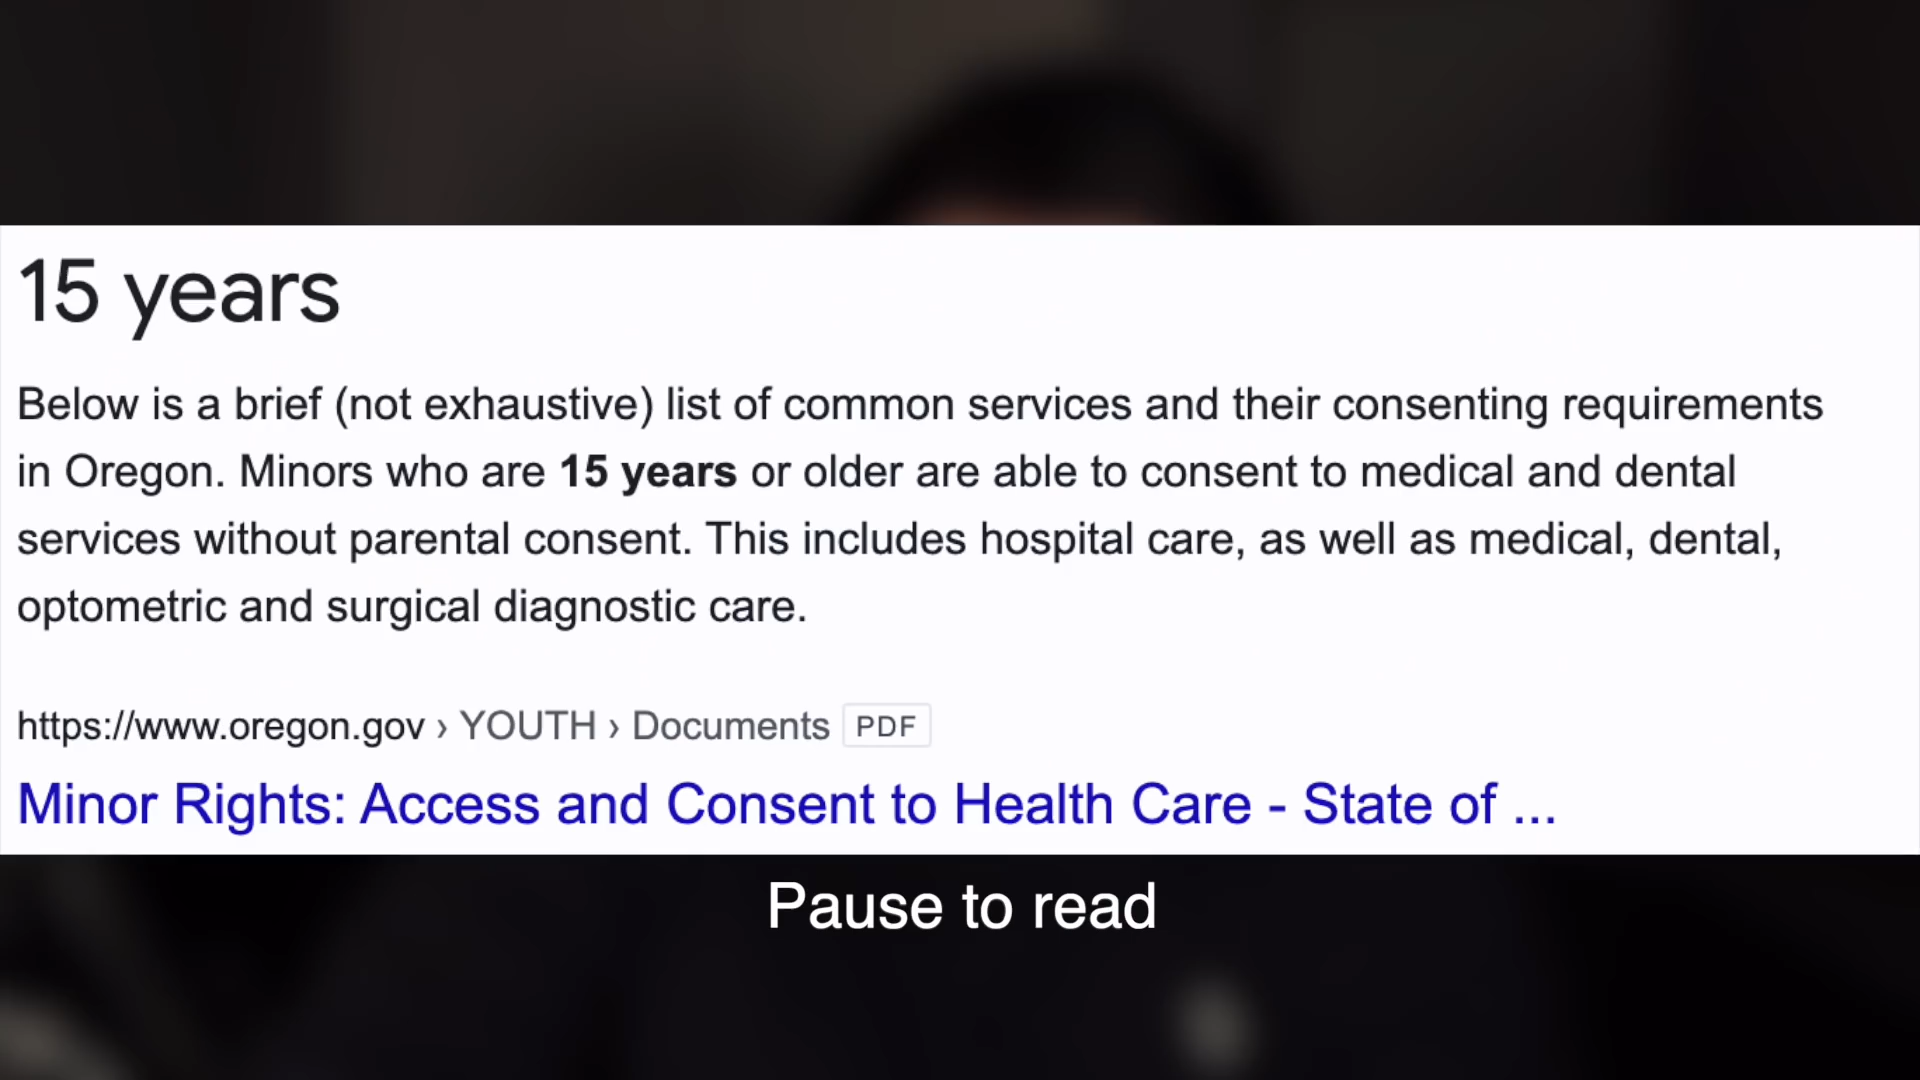 15 years
Below is a brief (not exhaustive) list of common services and their consenting requirements
in Oregon. Minors who are 15 years or older are able to consent to medical and dental
services without parental consent. This includes hospital care, as well as medical, dental,
optometric and surgical diagnostic care.
https://www.oregon.gov › YOUTH › Documents PDF
Minor Rights: Access and Consent to Health Care - State of ...
Pause to read